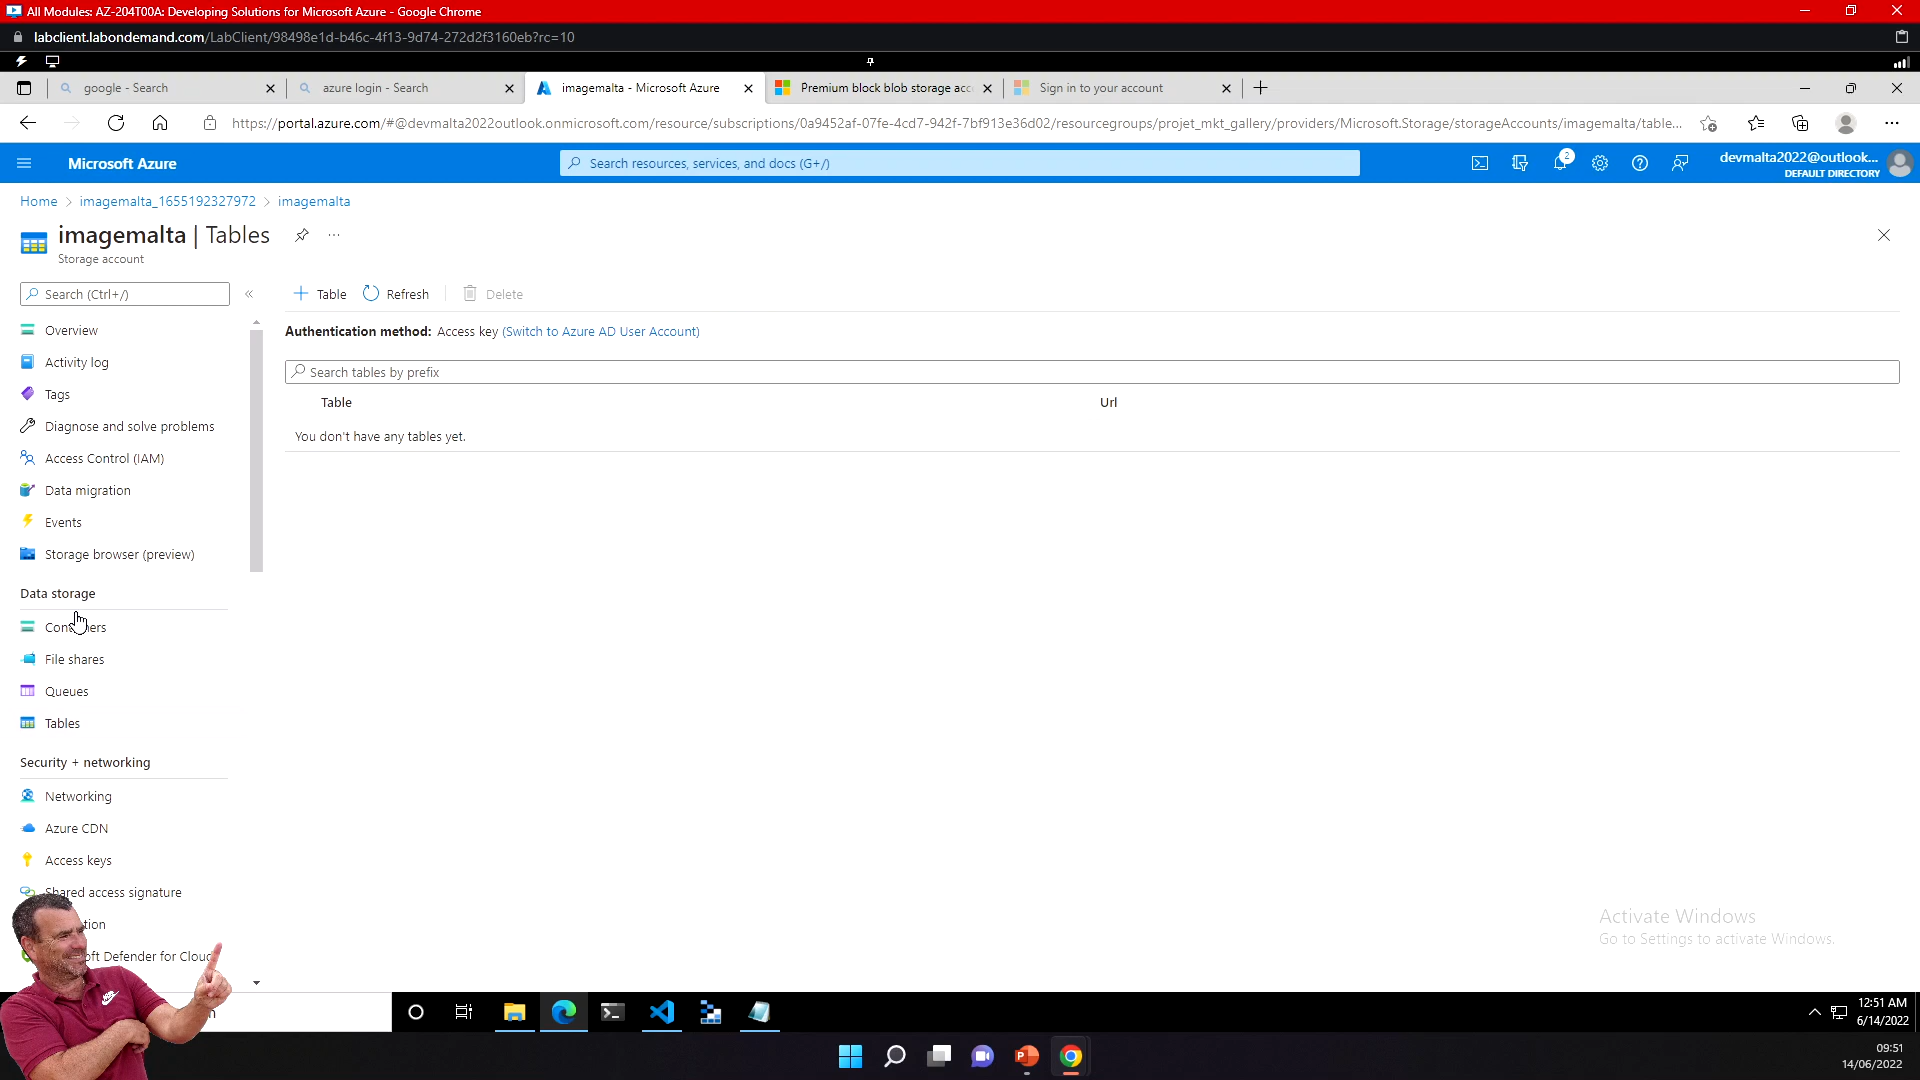 All Modules: AZ-204T00A: Developing Solutions for Microsoft Azure - Google Chrome
labclient.labondemand.com/LabClient/98498e1d-b46c-4f13-9d74-272d2f3160eb?rc=10
google - Search
azure login - Search
imagemalta - Microsoft Azure
Premium block blob storage acc
Sign in to your account
https://portal.azure.com/#@devmalta2022outlook.onmicrosoft.com/resource/subscriptions/0a9452af-07fe-4cd7-942f-7bf913e36d02/resourcegroups/projet_mkt_gallery/providers/Microsoft.Storage/storageAccounts/imagemalta/table...
Microsoft Azure
Search resources, services, and docs (G+/)
2
devmalta2022@outlook...
DEFAULT DIRECTORY
Home > imagemalta_1655192327972 > imagemalta
imagemalta | Tables
Storage account
Search (Ctrl+/)
Table
Refresh
Delete
Overview
Activity log
Tags
Diagnose and solve problems
Access Control (IAM)
Data migration
Events
Storage browser (preview)
Data storage
File shares
Queues
Tables
Security + networking
Networking
Azure CDN
Access keys
Shared access signature
Defender for Cloud
Authentication method: Access key (Switch to Azure AD User Account)
Search tables by prefix
Table
Url
You don't have any tables yet.
Activate Windows
Go to Settings to activate Windows.
12:51 AM
6/14/2022
09:51
14/06/2022